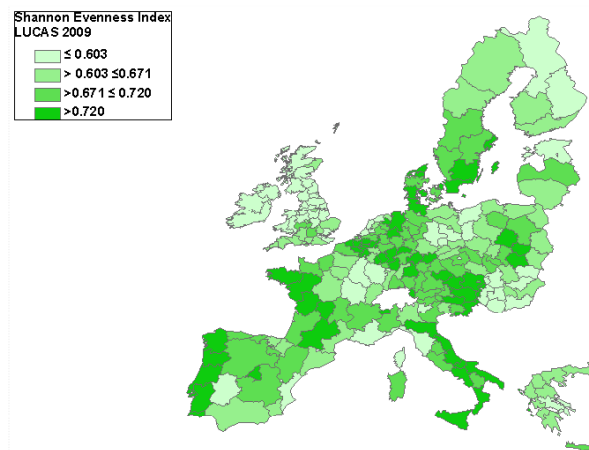 Shannon Evenness Index
LUCAS 2009
≤ 0.603
> 0.603 ≤0.671
>0.671 ≤ 0.720
>0.720